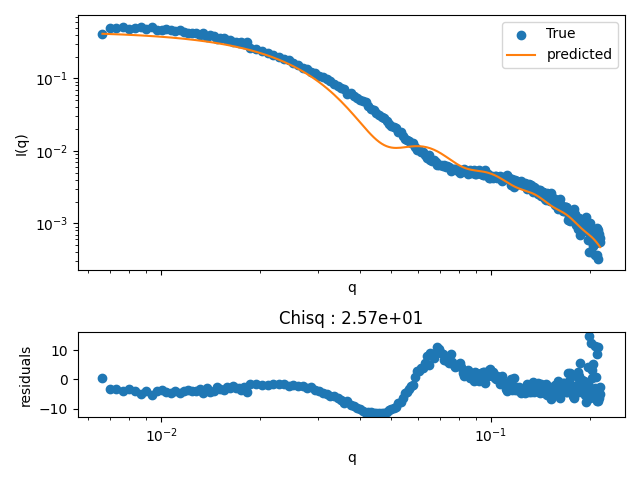 True
predicted
10⁻¹
10⁻²
10⁻³
I(q)
q
Chisq : 2.57e+01
10
0
−10
residuals
10⁻²
10⁻¹
q